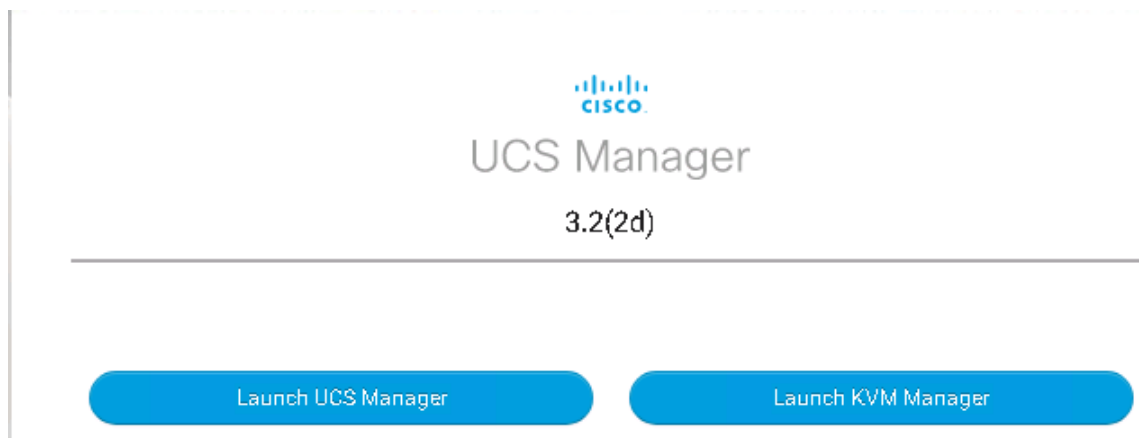 CISCO
UCS Manager
3.2(2d)
Launch UCS Manager
Launch KVM Manager